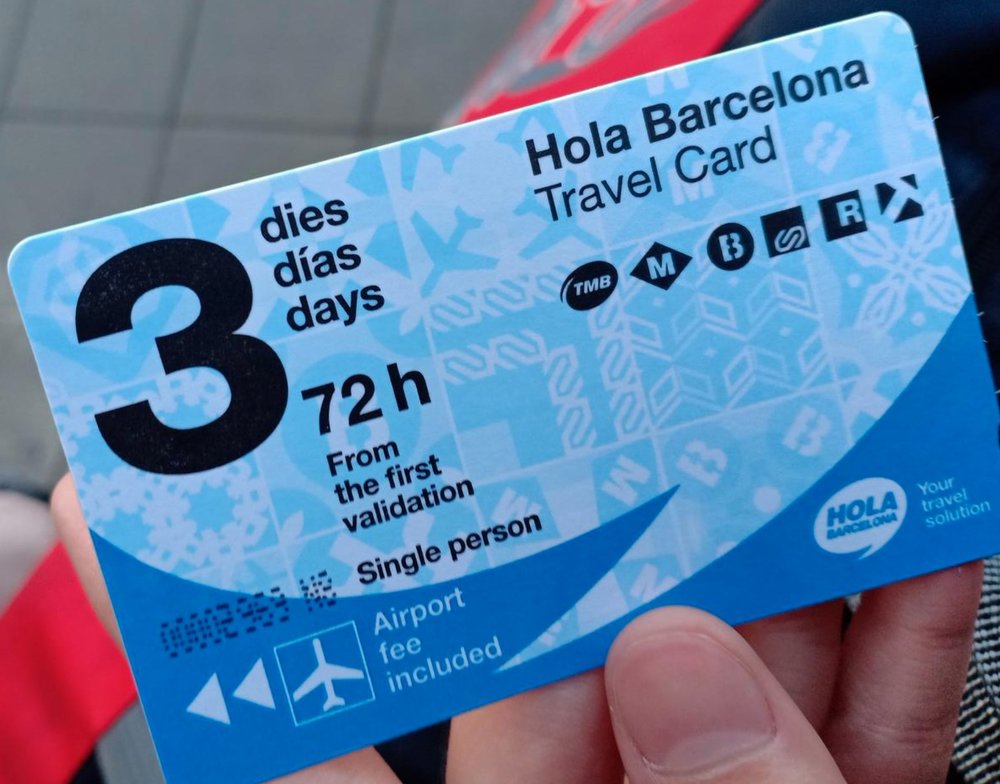 Hola Barcelona
Travel Card
3
dies
días
days
TMB
M
B
S
R
72 h
From
the first
validation
Single person
HOLA
BARCELONA
Your
travel
solution
Airport
fee
included